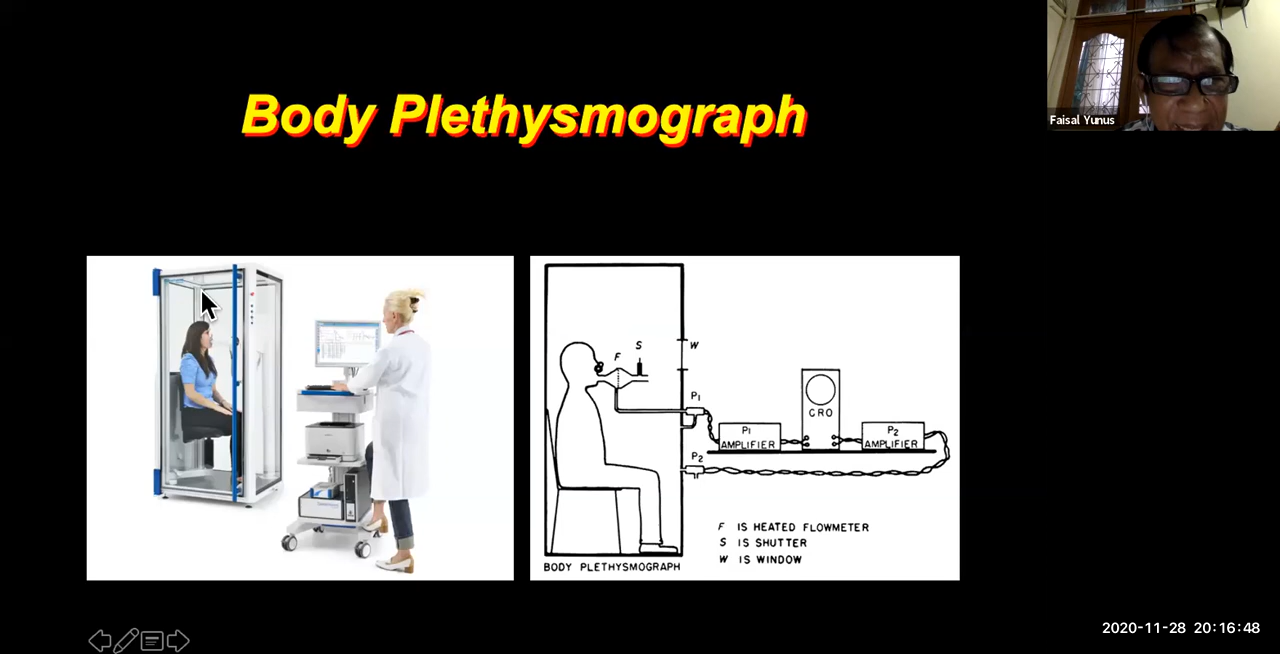 Body Plethysmograph
Faisal Yunus
F
S
W
P1
CRO
P1
AMPLIFIER
P2
AMPLIFIER
P2
F IS HEATED FLOWMETER
S IS SHUTTER
W IS WINDOW
BODY PLETHYSMOGRAPH
2020-11-28 20:16:48